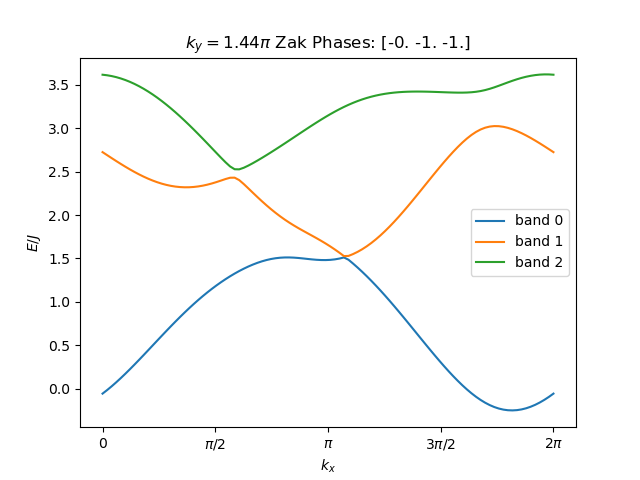 k_y = 1.44π Zak Phases: [-0. -1. -1.]
3.5
3.0
2.5
2.0
1.5
1.0
0.5
0.0
E/J
band 0
band 1
band 2
0
π/2
π
3π/2
2π
k_x